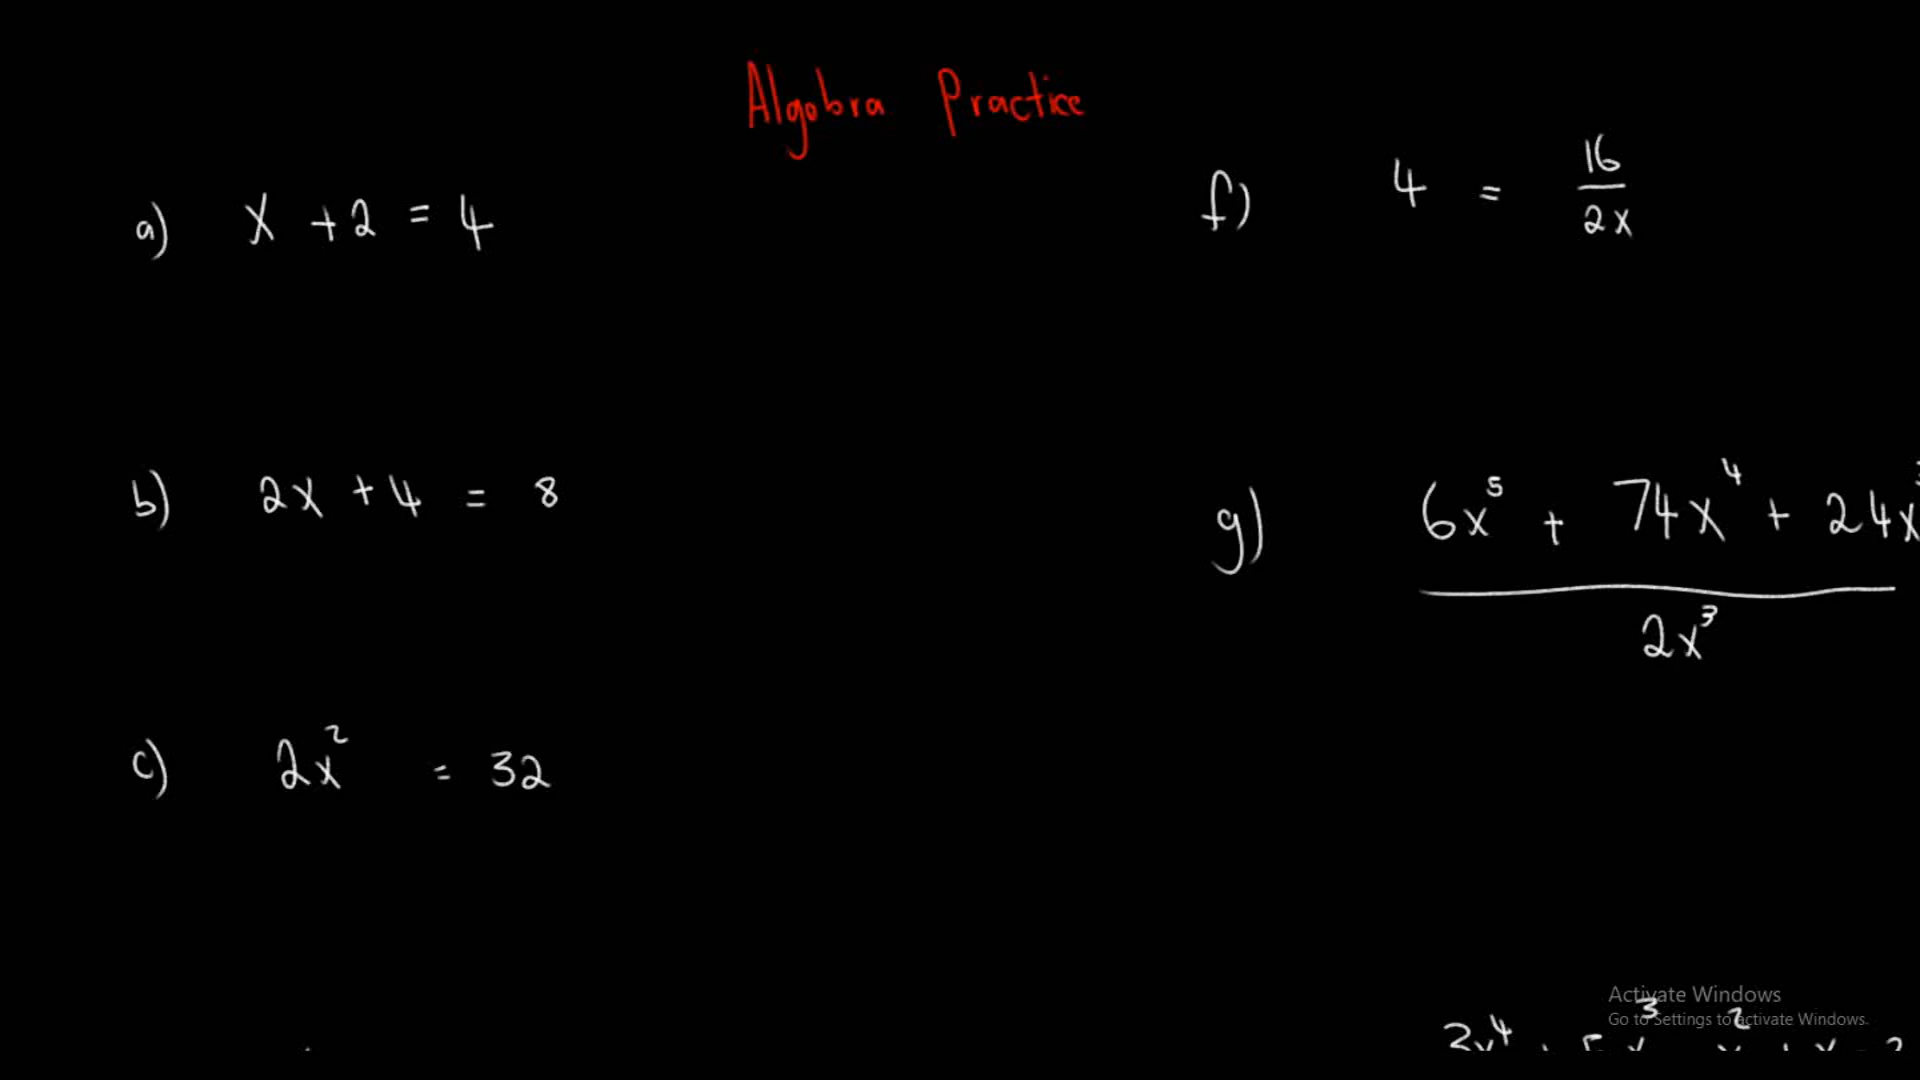 Algebra Practice
a) x + 2 = 4
b) 2x + 4 = 8
c) 2x² = 32
f) 4 = 16/2x
g) 6x⁵ + 74x⁴ + 24x
2x³
Activate Windows
Go to Settings to activate Windows.